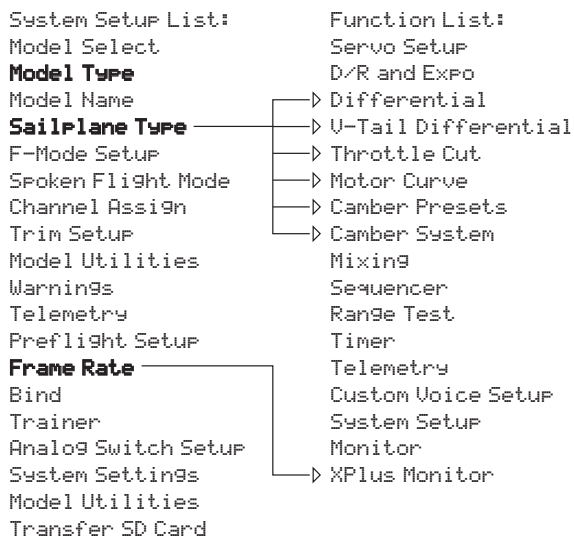 System Setup List:
Model Select
Model Type
Model Name
Sailplane Type
F-Mode Setup
Spoken Flight Mode
Channel Assign
Trim Setup
Model Utilities
Warnings
Telemetry
Preflight Setup
Frame Rate
Bind
Trainer
Analog Switch Setup
System Settings
Model Utilities
Transfer SD Card
Function List:
Servo Setup
D/R and Expo
Differential
V-Tail Differential
Throttle Cut
Motor Curve
Camber Presets
Camber System
Mixing
Sequencer
Range Test
Timer
Telemetry
Custom Voice Setup
System Setup
Monitor
XPlus Monitor